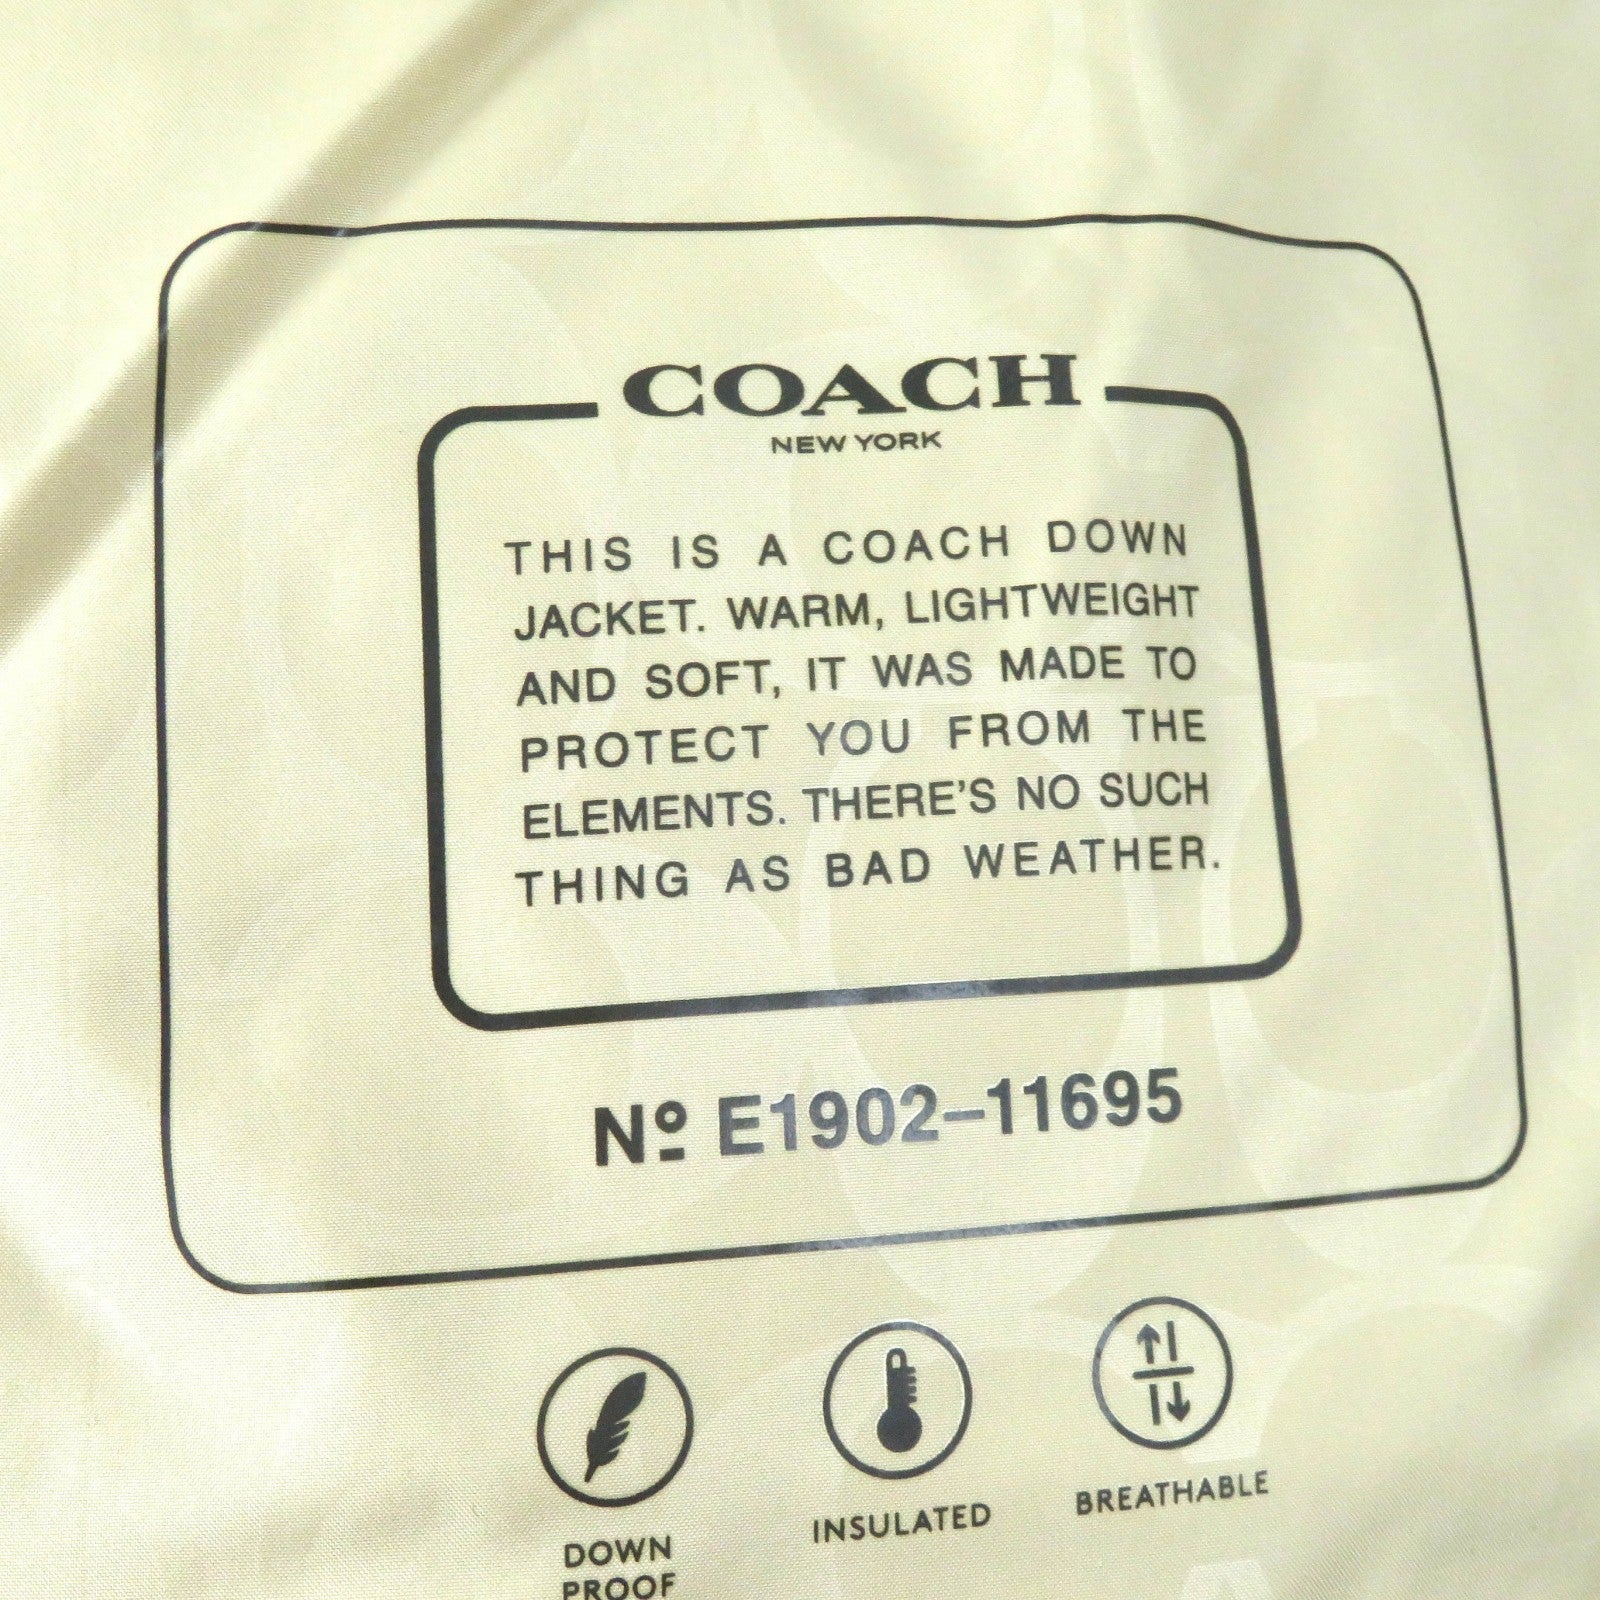 COACH
NEW YORK
THIS IS A COACH DOWN
JACKET. WARM, LIGHTWEIGHT
AND SOFT, IT WAS MADE TO
PROTECT YOU FROM THE
ELEMENTS. THERE'S NO SUCH
THING AS BAD WEATHER.
Nº E1902–11695
DOWN
PROOF
INSULATED
BREATHABLE